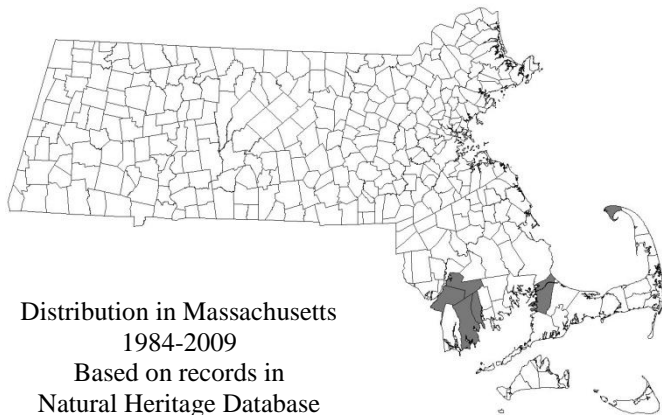 Distribution in Massachusetts
1984-2009
Based on records in
Natural Heritage Database